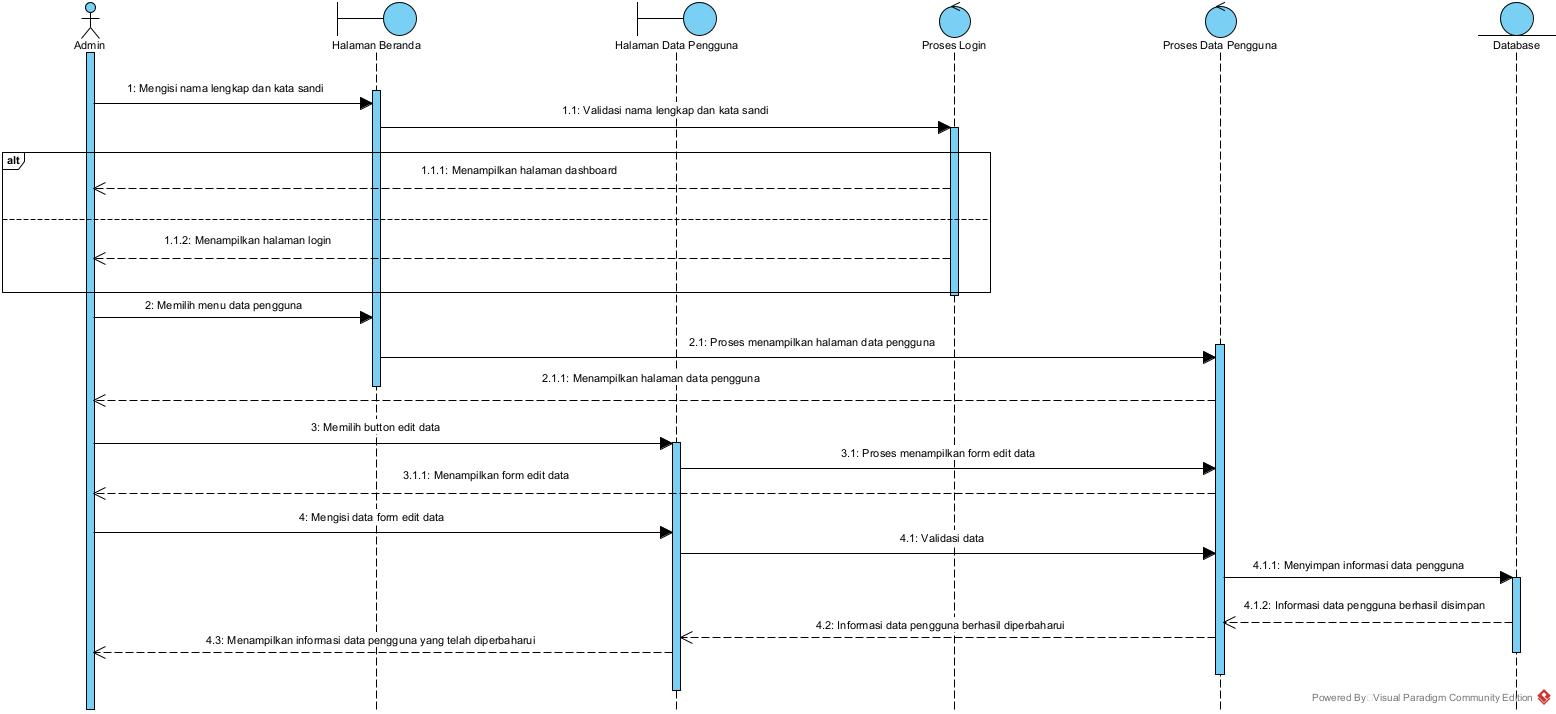 Admin
Halaman Beranda
Halaman Data Pengguna
Proses Login
Proses Data Pengguna
Database
1: Mengisi nama lengkap dan kata sandi
1.1: Validasi nama lengkap dan kata sandi
alt
1.1.1: Menampilkan halaman dashboard
1.1.2: Menampilkan halaman login
2: Memilih menu data pengguna
2.1: Proses menampilkan halaman data pengguna
2.1.1: Menampilkan halaman data pengguna
3: Memilih button edit data
3.1: Proses menampilkan form edit data
3.1.1: Menampilkan form edit data
4: Mengisi data form edit data
4.1: Validasi data
4.1.1: Menyimpan informasi data pengguna
4.1.2: Informasi data pengguna berhasil disimpan
4.2: Informasi data pengguna berhasil diperbaharui
4.3: Menampilkan informasi data pengguna yang telah diperbaharui
Powered By Visual Paradigm Community Edition